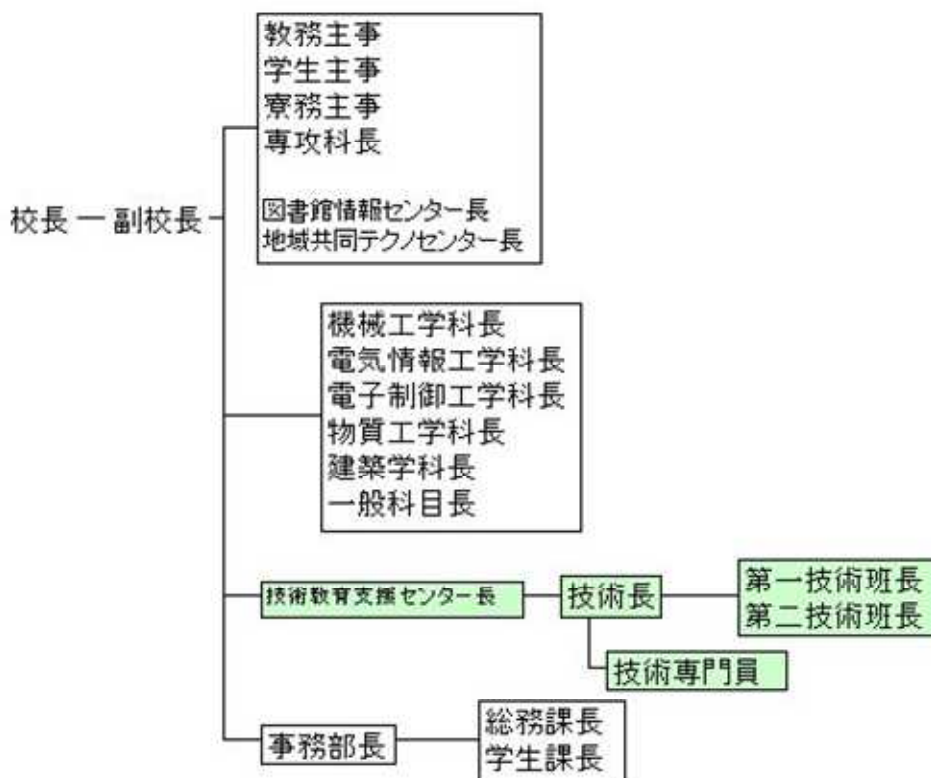 校長 ― 副校長
教務主事
学生主事
寮務主事
専攻科長
図書館情報センター長
地域共同テクノセンター長
機械工学科長
電気情報工学科長
電子制御工学科長
物質工学科長
建築学科長
一般科目長
技術教育支援センター長
技術長
第一技術班長
第二技術班長
技術専門員
事務部長
総務課長
学生課長